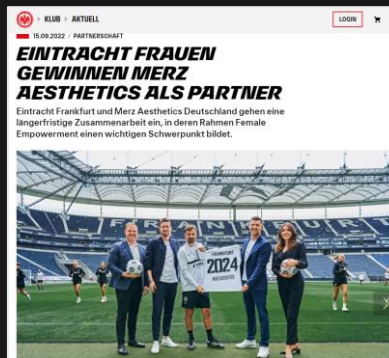 KLUB > AKTUELL
LOGIN
15.09.2022 / PARTNERSCHAFT
EINTRACHT FRAUEN
GEWINNEN MERZ
AESTHETICS ALS PARTNER
Eintracht Frankfurt und Merz Aesthetics Deutschland gehen eine
längerfristige Zusammenarbeit ein, in deren Rahmen Female
Empowerment einen wichtigen Schwerpunkt bildet.
FRANKFURT
FRANKFURT
2024